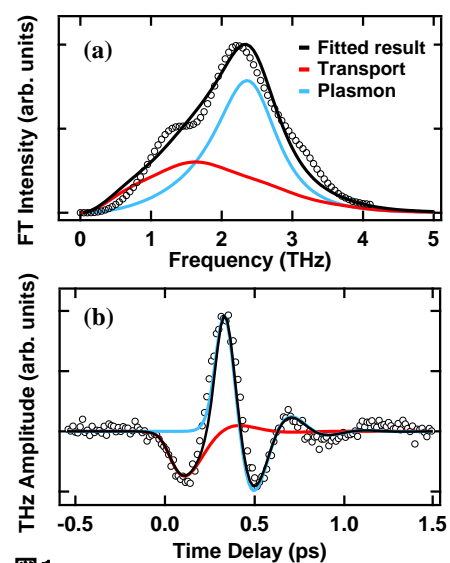 FT Intensity (arb. units)
(a)
Fitted result
Transport
Plasmon
0 1 2 3 4 5
Frequency (THz)
THz Amplitude (arb. units)
(b)
-0.5 0.0 0.5 1.0 1.5
Time Delay (ps)